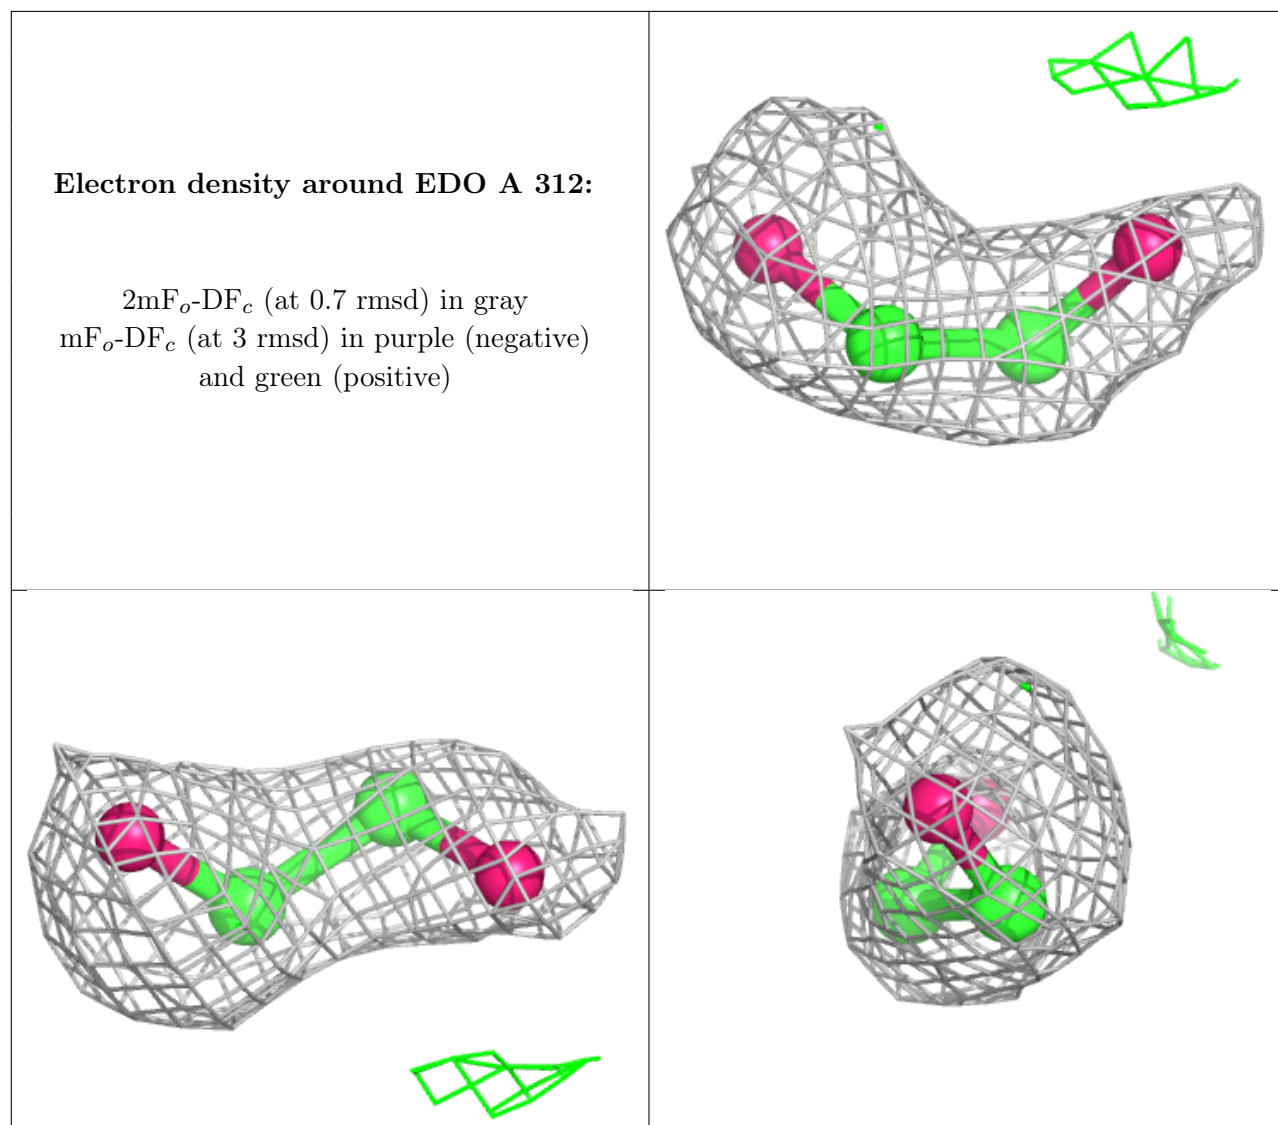 Electron density around EDO A 312:
2mFo-DFc (at 0.7 rmsd) in gray
mFo-DFc (at 3 rmsd) in purple (negative)
and green (positive)